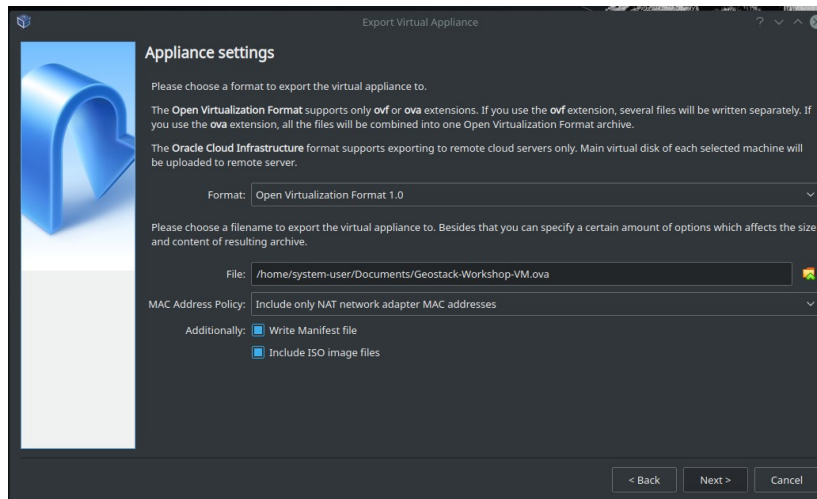 Export Virtual Appliance
Appliance settings
Please choose a format to export the virtual appliance to.
The Open Virtualization Format supports only ovf or ova extensions. If you use the ovf extension, several files will be written separately. If
you use the ova extension, all the files will be combined into one Open Virtualization Format archive.
The Oracle Cloud Infrastructure format supports exporting to remote cloud servers only. Main virtual disk of each selected machine will
be uploaded to remote server.
Format: Open Virtualization Format 1.0
Please choose a filename to export the virtual appliance to. Besides that you can specify a certain amount of options which affects the size
and content of resulting archive.
File: /home/system-user/Documents/Geostack-Workshop-VM.ova
MAC Address Policy: Include only NAT network adapter MAC addresses
Additionally: Write Manifest file
Include ISO image files
< Back Next > Cancel